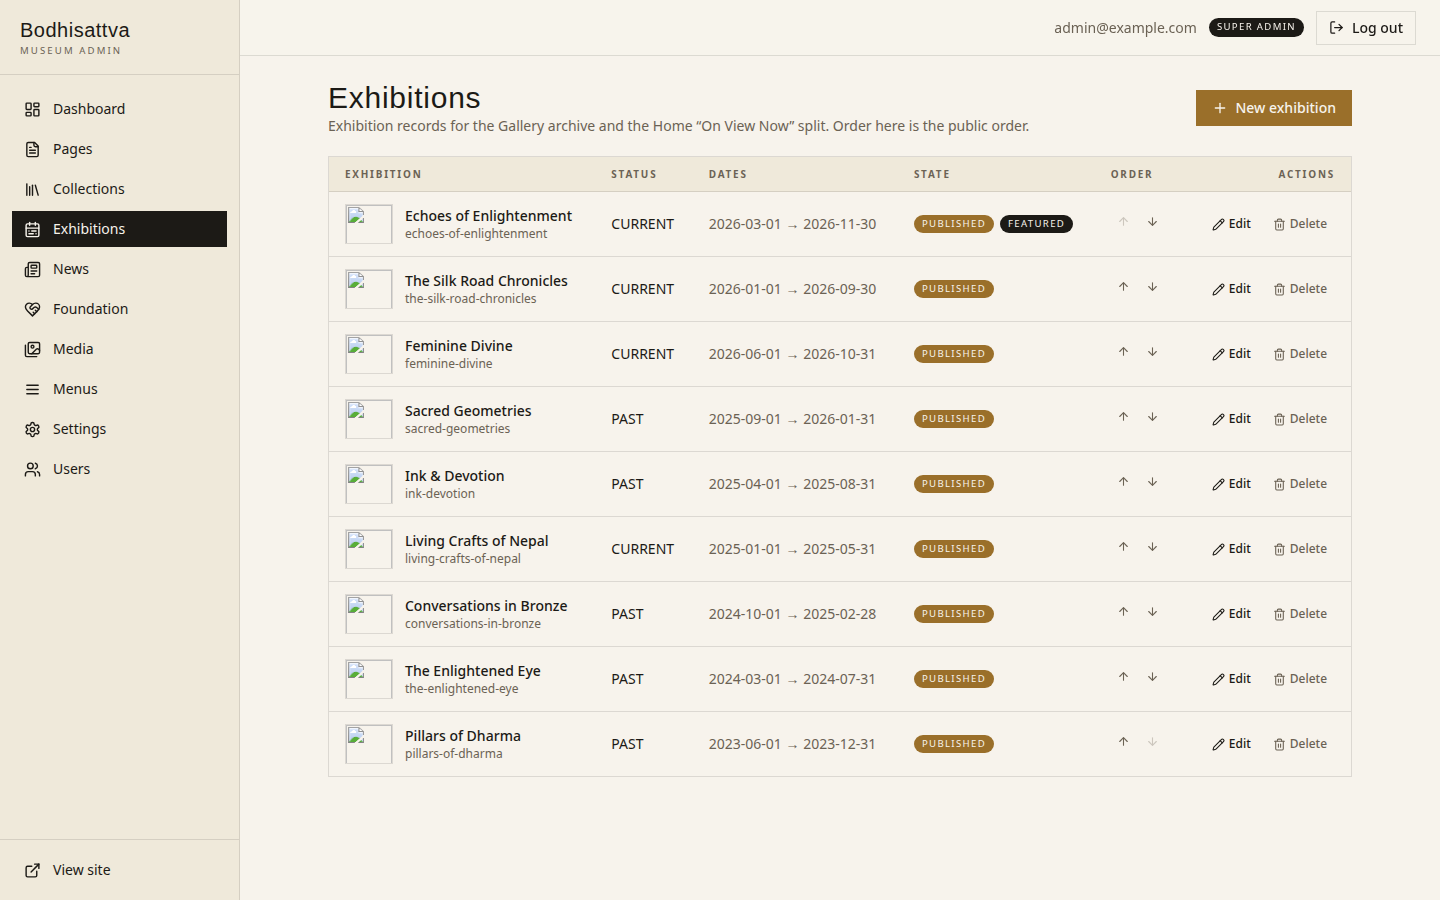 Bodhisattva
MUSEUM ADMIN
admin@example.com SUPER ADMIN Log out
Dashboard
Pages
Collections
Exhibitions
News
Foundation
Media
Menus
Settings
Users
View site
Exhibitions
Exhibition records for the Gallery archive and the Home “On View Now” split. Order here is the public order.
New exhibition
EXHIBITION STATUS DATES STATE ORDER ACTIONS
Echoes of Enlightenment
echoes-of-enlightenment
CURRENT 2026-03-01 → 2026-11-30 PUBLISHED FEATURED ↑ ↓ Edit Delete
The Silk Road Chronicles
the-silk-road-chronicles
CURRENT 2026-01-01 → 2026-09-30 PUBLISHED ↑ ↓ Edit Delete
Feminine Divine
feminine-divine
CURRENT 2026-06-01 → 2026-10-31 PUBLISHED ↑ ↓ Edit Delete
Sacred Geometries
sacred-geometries
PAST 2025-09-01 → 2026-01-31 PUBLISHED ↑ ↓ Edit Delete
Ink & Devotion
ink-devotion
PAST 2025-04-01 → 2025-08-31 PUBLISHED ↑ ↓ Edit Delete
Living Crafts of Nepal
living-crafts-of-nepal
CURRENT 2025-01-01 → 2025-05-31 PUBLISHED ↑ ↓ Edit Delete
Conversations in Bronze
conversations-in-bronze
PAST 2024-10-01 → 2025-02-28 PUBLISHED ↑ ↓ Edit Delete
The Enlightened Eye
the-enlightened-eye
PAST 2024-03-01 → 2024-07-31 PUBLISHED ↑ ↓ Edit Delete
Pillars of Dharma
pillars-of-dharma
PAST 2023-06-01 → 2023-12-31 PUBLISHED ↑ ↓ Edit Delete